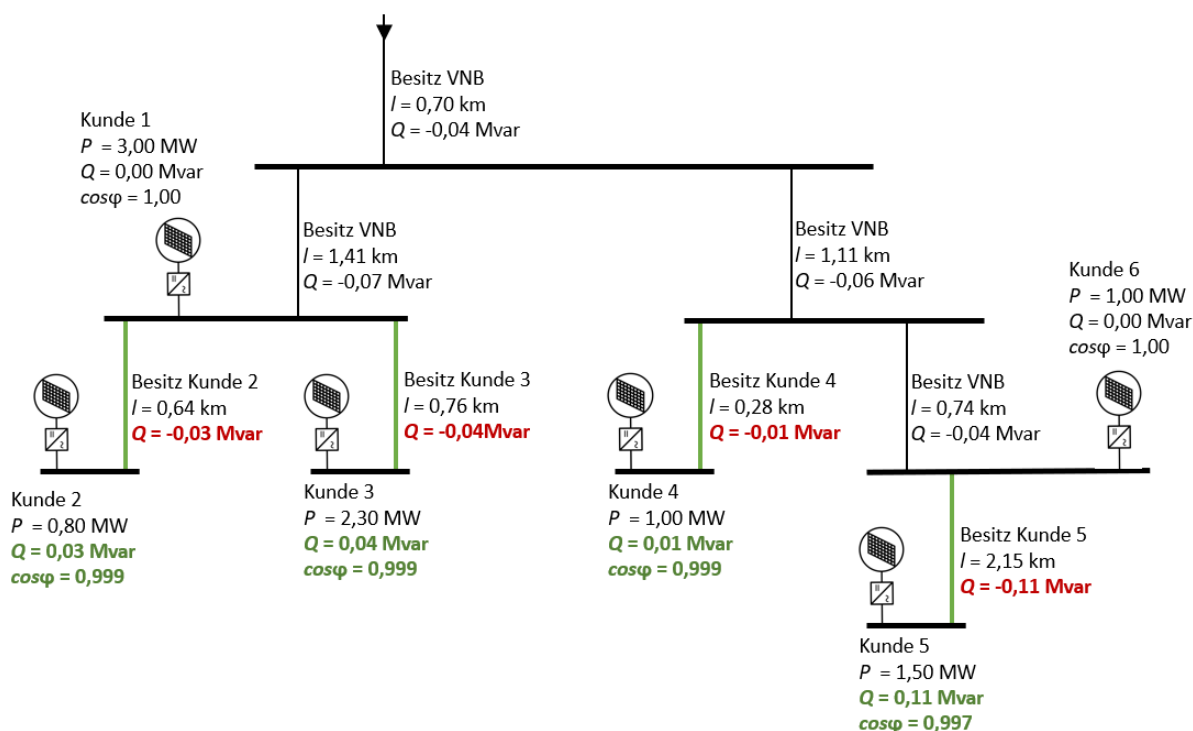 Besitz VNB
l = 0,70 km
Q = -0,04 Mvar
Kunde 1
P = 3,00 MW
Q = 0,00 Mvar
cosφ = 1,00
Besitz VNB
l = 1,41 km
Q = -0,07 Mvar
Besitz VNB
l = 1,11 km
Q = -0,06 Mvar
Kunde 6
P = 1,00 MW
Q = 0,00 Mvar
cosφ = 1,00
Besitz Kunde 2
l = 0,64 km
Q = -0,03 Mvar
Besitz Kunde 3
l = 0,76 km
Q = -0,04Mvar
Besitz Kunde 4
l = 0,28 km
Q = -0,01 Mvar
Besitz VNB
l = 0,74 km
Q = -0,04 Mvar
Kunde 2
P = 0,80 MW
Q = 0,03 Mvar
cosφ = 0,999
Kunde 3
P = 2,30 MW
Q = 0,04 Mvar
cosφ = 0,999
Kunde 4
P = 1,00 MW
Q = 0,01 Mvar
cosφ = 0,999
Besitz Kunde 5
l = 2,15 km
Q = -0,11 Mvar
Kunde 5
P = 1,50 MW
Q = 0,11 Mvar
cosφ = 0,997